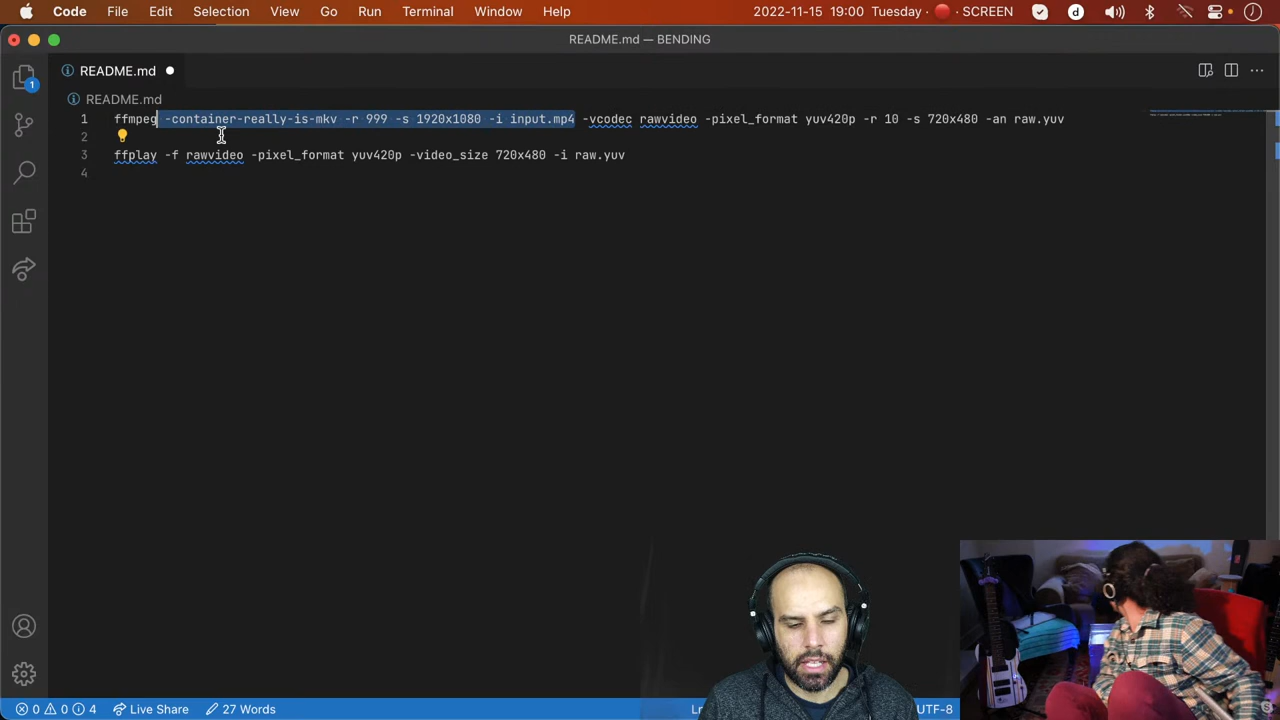 Code File Edit Selection View Go Run Terminal Window Help 2022-11-15 19:00 Tuesday SCREEN d
README.md — BENDING
README.md
README.md
1 ffmpeg -container-really-is-mkv -r 999 -s 1920x1080 -i input.mp4 -vcodec rawvideo -pixel_format yuv420p -r 10 -s 720x480 -an raw.yuv
2
3 ffplay -f rawvideo -pixel_format yuv420p -video_size 720x480 -i raw.yuv
4
1
0 0 4 Live Share 27 Words UTF-8